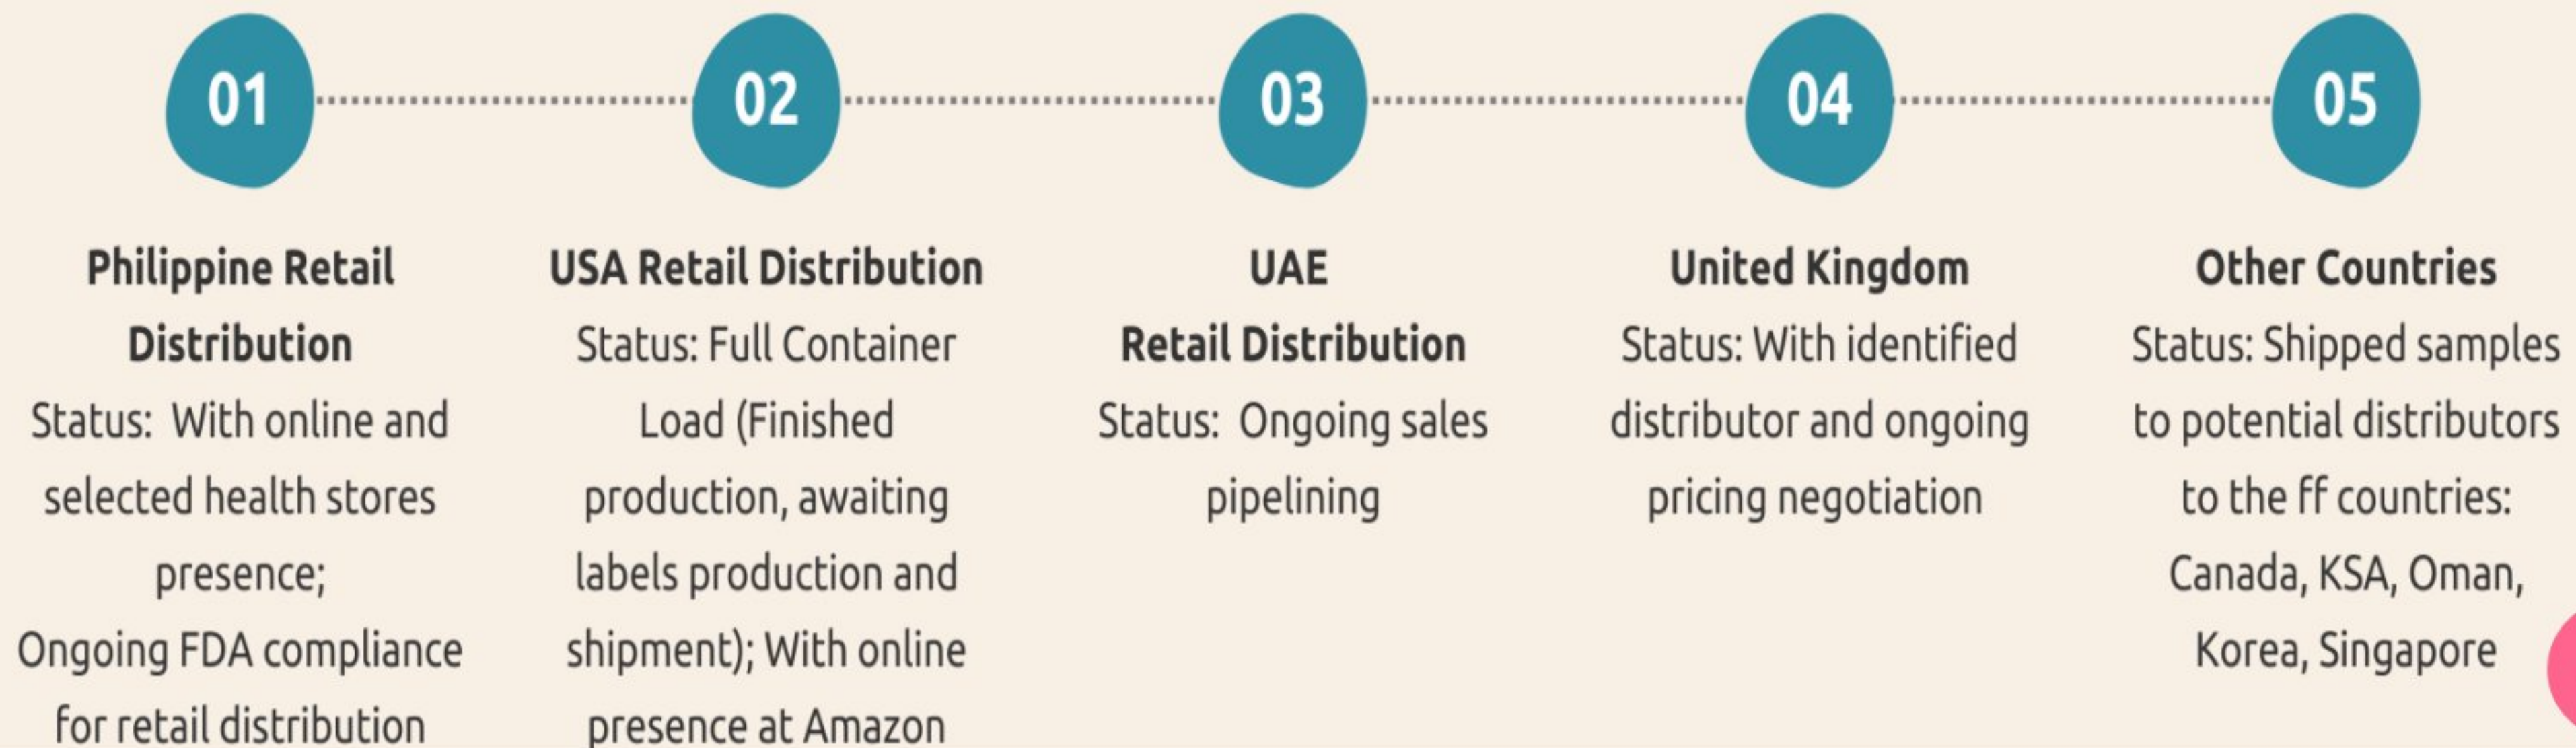 01
02
03
04
05
Philippine Retail
Distribution
Status:  With online and
selected health stores
presence;
Ongoing FDA compliance
for retail distribution
USA Retail Distribution
Status: Full Container
Load (Finished
production, awaiting
labels production and
shipment); With online
presence at Amazon
UAE
Retail Distribution
Status:  Ongoing sales
pipelining
United Kingdom
Status: With identified
distributor and ongoing
pricing negotiation
Other Countries
Status: Shipped samples
to potential distributors
to the ff countries:
Canada, KSA, Oman,
Korea, Singapore